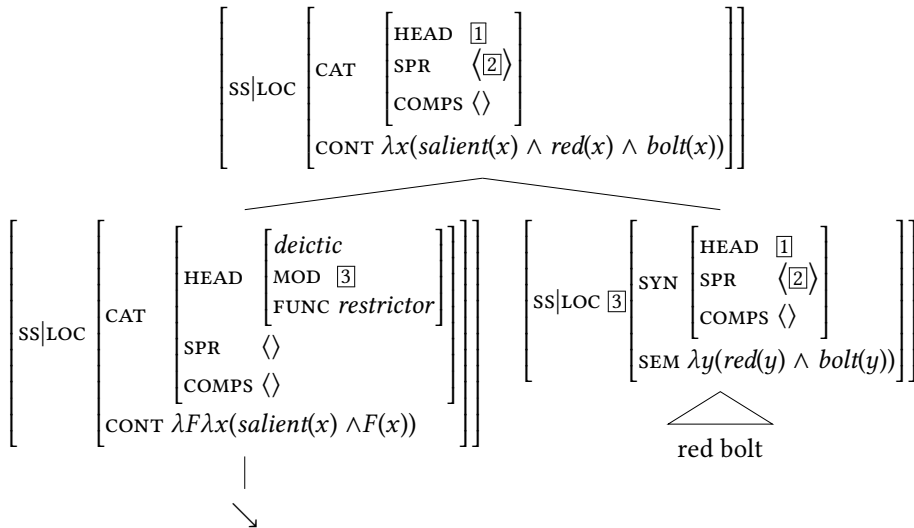 HEAD 1
SPR ⟨2⟩
COMPS ⟨⟩
SS|LOC CAT
CONT λx(salient(x) ∧ red(x) ∧ bolt(x))
deictic
MOD 3
FUNC restrictor
HEAD
SPR ⟨⟩
COMPS ⟨⟩
SS|LOC CAT
CONT λFλx(salient(x) ∧F(x))
↘
HEAD 1
SPR ⟨2⟩
COMPS ⟨⟩
SS|LOC 3 SYN
SEM λy(red(y) ∧ bolt(y))
red bolt